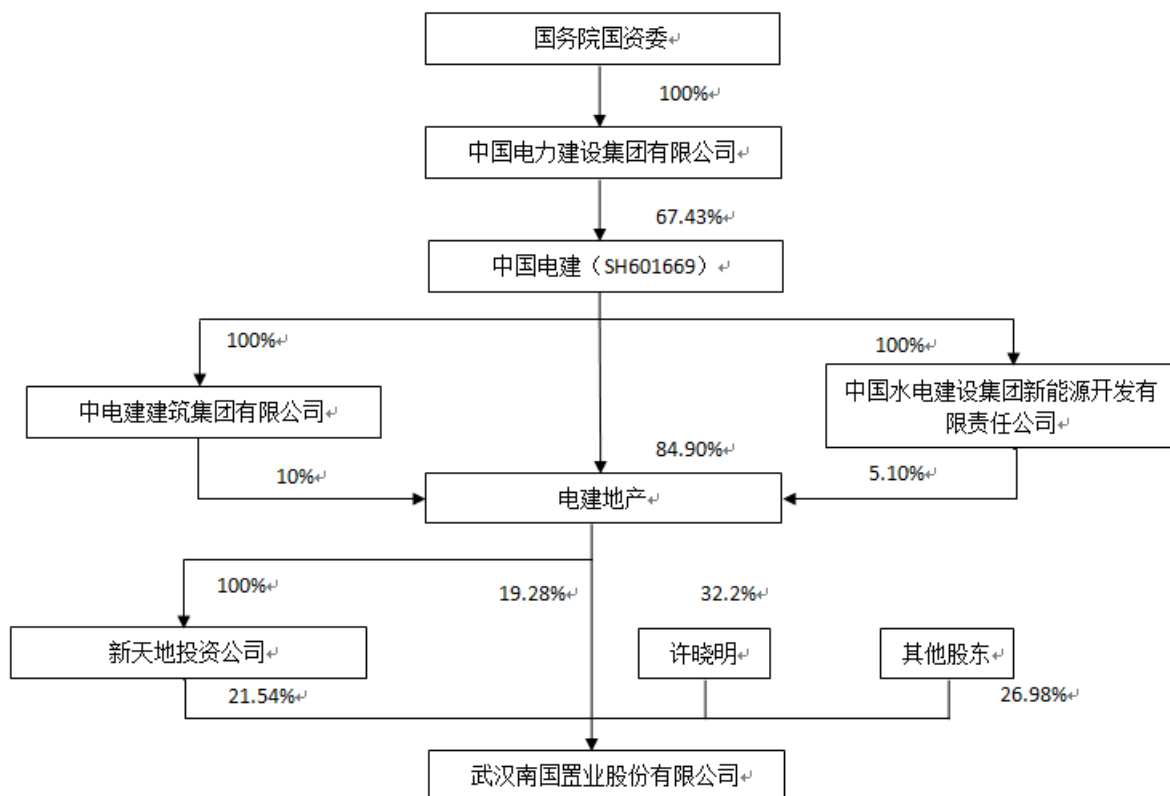 国务院国资委
100%
中国电力建设集团有限公司
67.43%
中国电建（SH601669）
100%
100%
中电建建筑集团有限公司
中国水电建设集团新能源开发有
限责任公司
84.90%
10%
5.10%
电建地产
100%
19.28%
32.2%
新天地投资公司
许晓明
其他股东
21.54%
26.98%
武汉南国置业股份有限公司